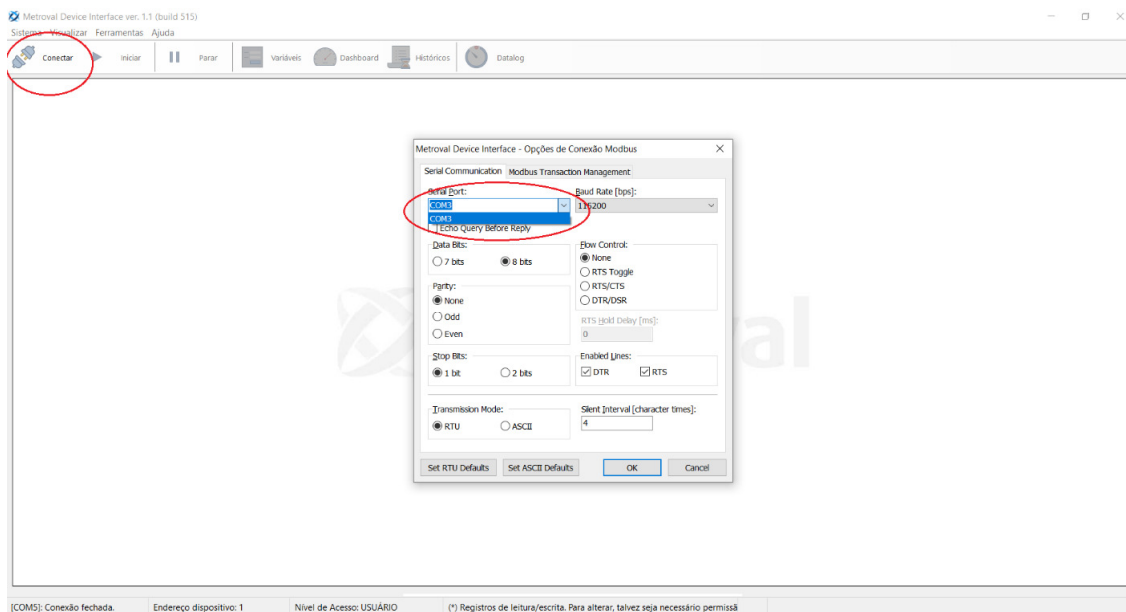 Metroval Device Interface ver. 1.1 (build 515)
Sistema Visualizar Ferramentas Ajuda
Conectar Iniciar Parar Variáveis Dashboard Históricos Datalog
Metroval Device Interface - Opções de Conexão Modbus
Serial Communication Modbus Transaction Management
Serial Port: Baud Rate [bps]:
COM3 115200
COM3
Echo Query Before Reply
Data Bits: Flow Control:
7 bits 8 bits None
RTS Toggle
Parity: RTS/CTS
None DTR/DSR
Odd RTS Hold Delay [ms]:
Even 0
Stop Bits: Enabled Lines:
1 bit 2 bits DTR RTS
Transmission Mode: Silent Interval [character times]:
RTU ASCII 4
Set RTU Defaults Set ASCII Defaults OK Cancel
[COM5]: Conexão fechada. Endereço dispositivo: 1 Nível de Acesso: USUÁRIO (*) Registros de leitura/escrita. Para alterar, talvez seja necessário permissã